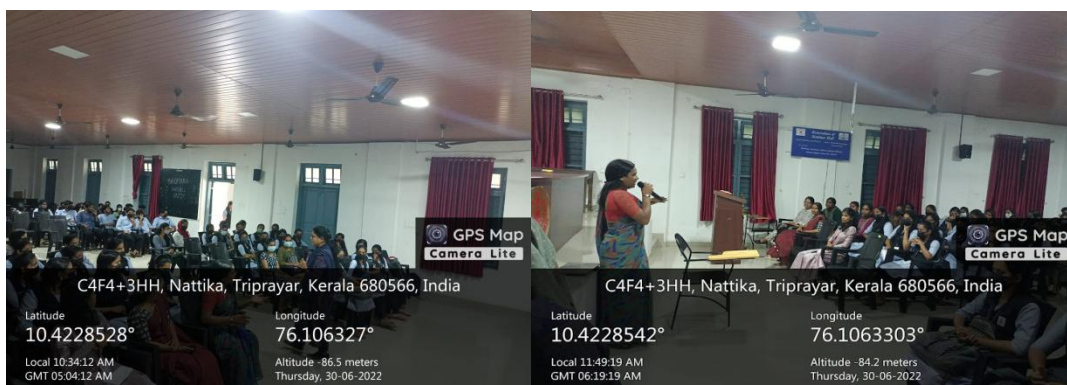 GPS Map
Camera Lite
C4F4+3HH, Nattika, Triprayar, Kerala 680566, India
Latitude
10.4228528°
Longitude
76.106327°
Local 10:34:12 AM
GMT 05:04:12 AM
Altitude -86.5 meters
Thursday, 30-06-2022
GPS Map
Camera Lite
C4F4+3HH, Nattika, Triprayar, Kerala 680566, India
Latitude
10.4228542°
Longitude
76.1063303°
Local 11:49:19 AM
GMT 06:19:19 AM
Altitude -84.2 meters
Thursday, 30-06-2022